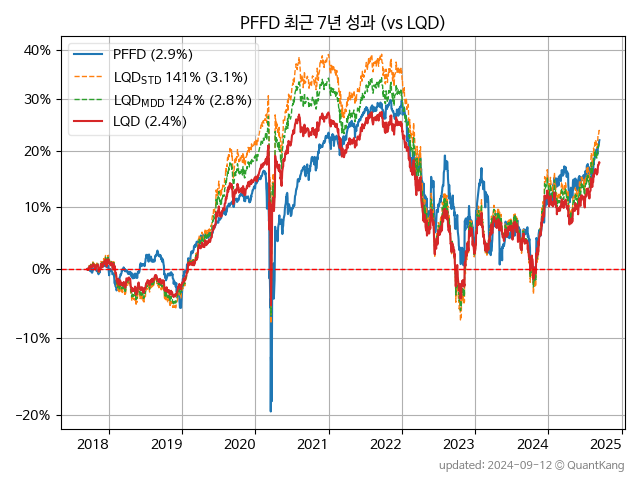 PFFD 최근 7년 성과 (vs LQD)
PFFD (2.9%)
LQD_STD 141% (3.1%)
LQD_MDD 124% (2.8%)
LQD (2.4%)
40%
30%
20%
10%
0%
−10%
−20%
2018 2019 2020 2021 2022 2023 2024 2025
updated: 2024-09-12 © QuantKang